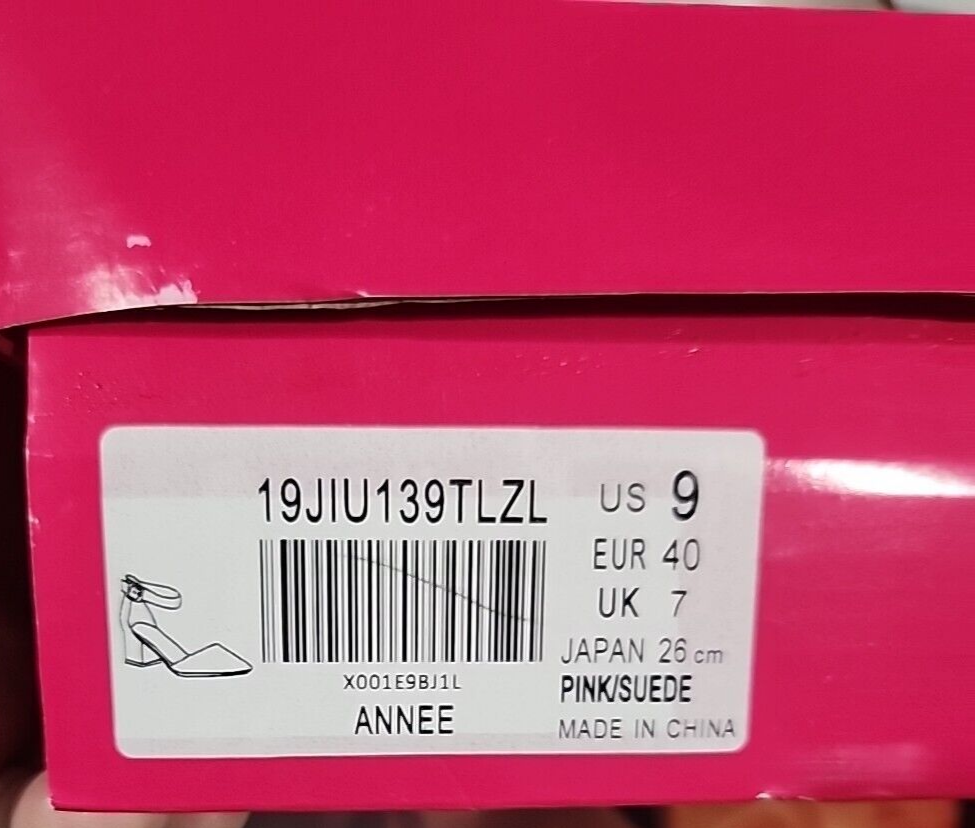 19JIU139TLZL
X001E9BJ1L
ANNEE
US 9
EUR 40
UK 7
JAPAN 26 cm
PINK/SUEDE
MADE IN CHINA